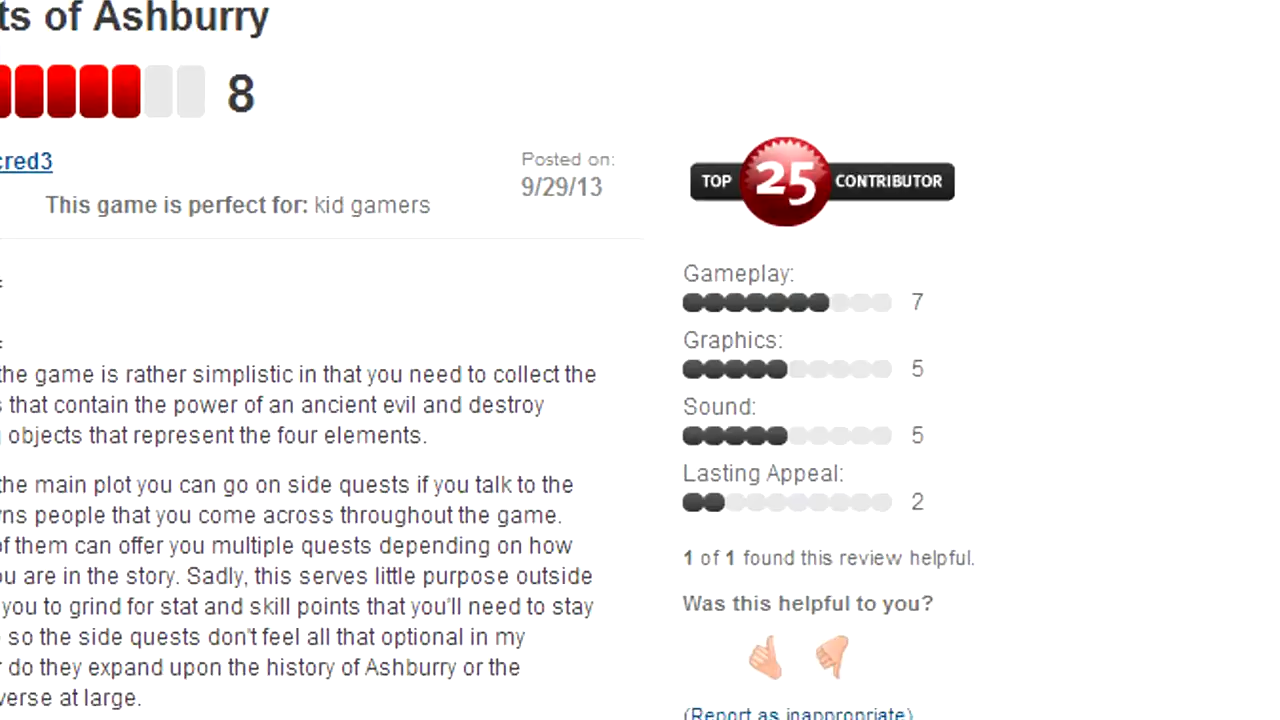 ts of Ashburry
8
cred3
Posted on:
9/29/13
This game is perfect for: kid gamers
TOP 25 CONTRIBUTOR
Gameplay:
7
Graphics:
5
Sound:
5
Lasting Appeal:
2
1 of 1 found this review helpful.
Was this helpful to you?
(Report as inappropriate)
:
:
the game is rather simplistic in that you need to collect the
s that contain the power of an ancient evil and destroy
objects that represent the four elements.
the main plot you can go on side quests if you talk to the
wns people that you come across throughout the game.
of them can offer you multiple quests depending on how
ou are in the story. Sadly, this serves little purpose outside
you to grind for stat and skill points that you'll need to stay
so the side quests don't feel all that optional in my
r do they expand upon the history of Ashburry or the
verse at large.